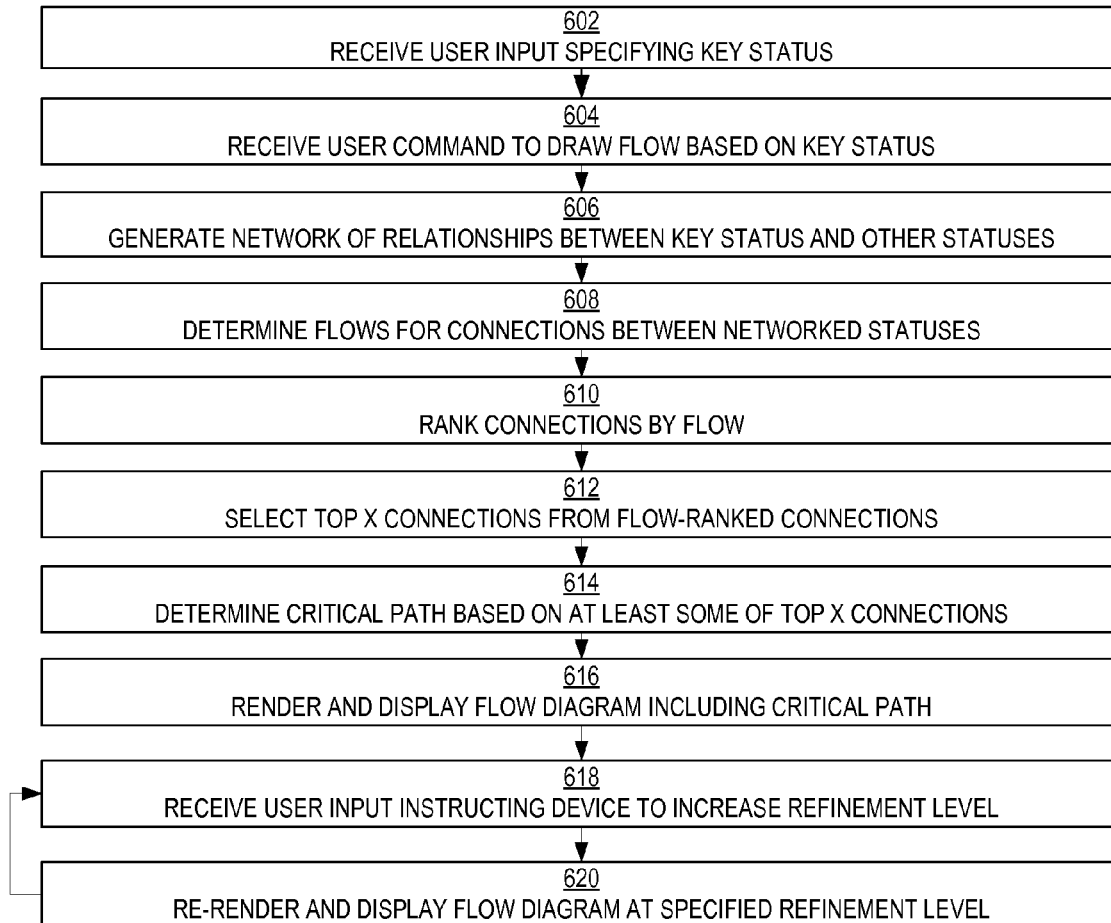 602
RECEIVE USER INPUT SPECIFYING KEY STATUS
604
RECEIVE USER COMMAND TO DRAW FLOW BASED ON KEY STATUS
606
GENERATE NETWORK OF RELATIONSHIPS BETWEEN KEY STATUS AND OTHER STATUSES
608
DETERMINE FLOWS FOR CONNECTIONS BETWEEN NETWORKED STATUSES
610
RANK CONNECTIONS BY FLOW
612
SELECT TOP X CONNECTIONS FROM FLOW-RANKED CONNECTIONS
614
DETERMINE CRITICAL PATH BASED ON AT LEAST SOME OF TOP X CONNECTIONS
616
RENDER AND DISPLAY FLOW DIAGRAM INCLUDING CRITICAL PATH
618
RECEIVE USER INPUT INSTRUCTING DEVICE TO INCREASE REFINEMENT LEVEL
620
RE-RENDER AND DISPLAY FLOW DIAGRAM AT SPECIFIED REFINEMENT LEVEL